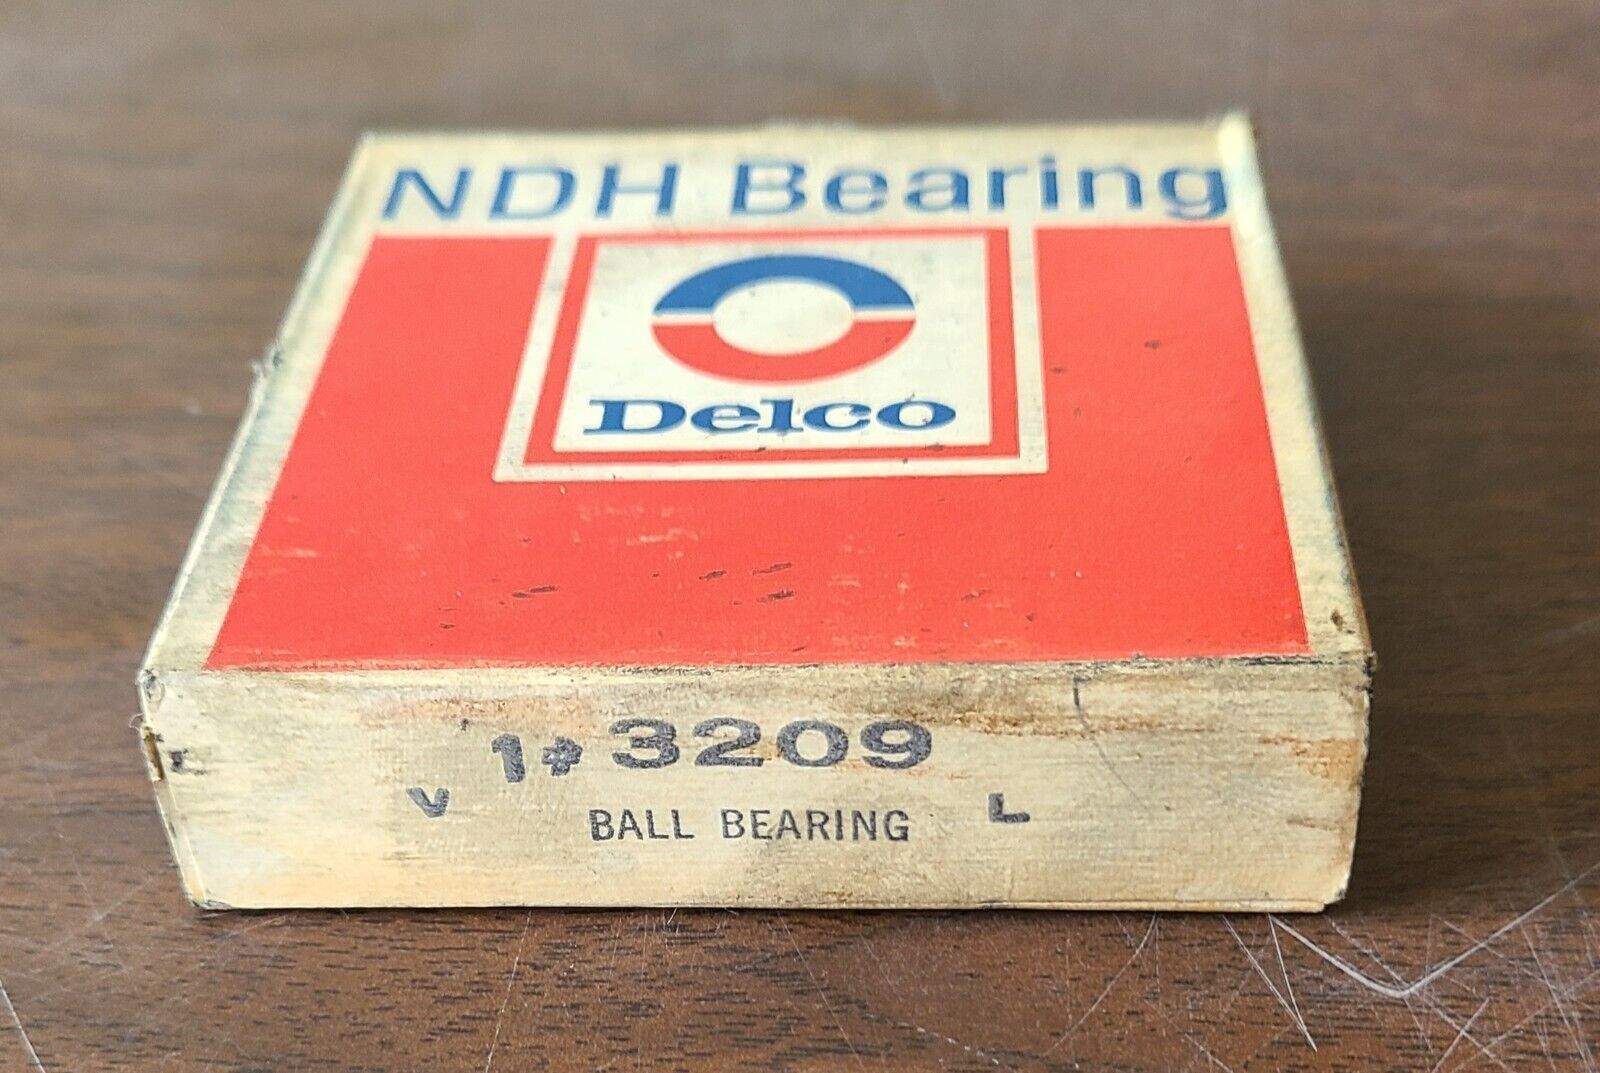 NDH Bearing
Delco
1→ 3209
V BALL BEARING L